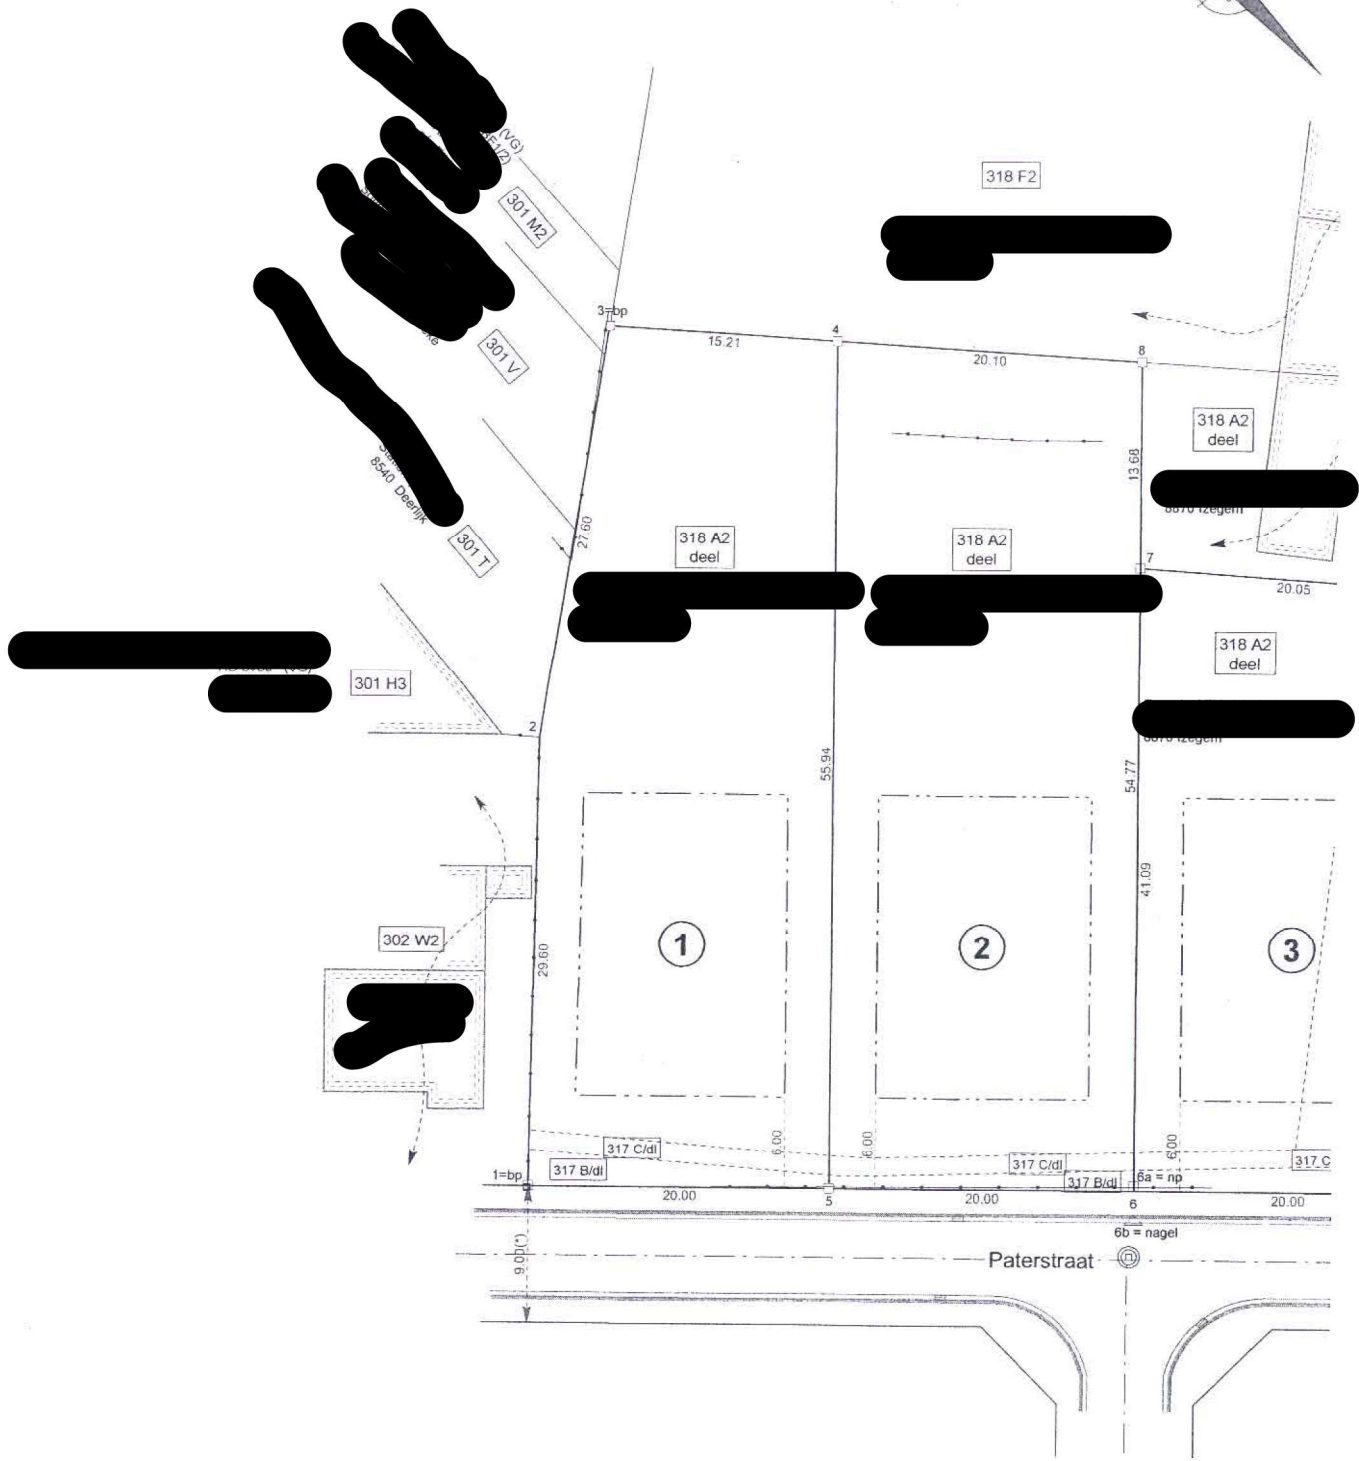 (VG)
301 M2
318 F2
3=bp
4
8
15.21
20.10
301 V
318 A2
deel
13.68
8540 Deerlijk
301 T
27.60
318 A2
deel
318 A2
deel
8870 Izegem
7
20.05
318 A2
deel
301 H3
2
8870 Izegem
55.94
54.77
41.09
302 W2
29.60
1
2
3
6.00
6.00
6.00
317 C/dl
317 B/dl
317 C/dl
317 B/dl
317 C
1=bp
6a = np
20.00
5
20.00
6
20.00
6b = nagel
9.00(*)
Paterstraat